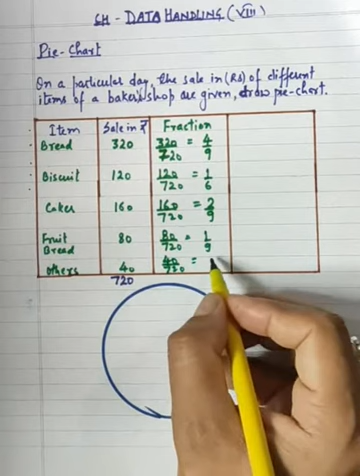 CH - DATA HANDLING (VIII)
Pie - Chart
On a particular day, the sale in (Rs) of different
items of a baker's shop are given, draw pie-chart.
Item Sale in ₹ Fraction
Bread 320 320/720 = 4/9
Biscuit 120 120/720 = 1/6
Cakes 160 160/720 = 2/9
Fruit Bread 80 80/720 = 1/9
Others 40 40/720 =
720